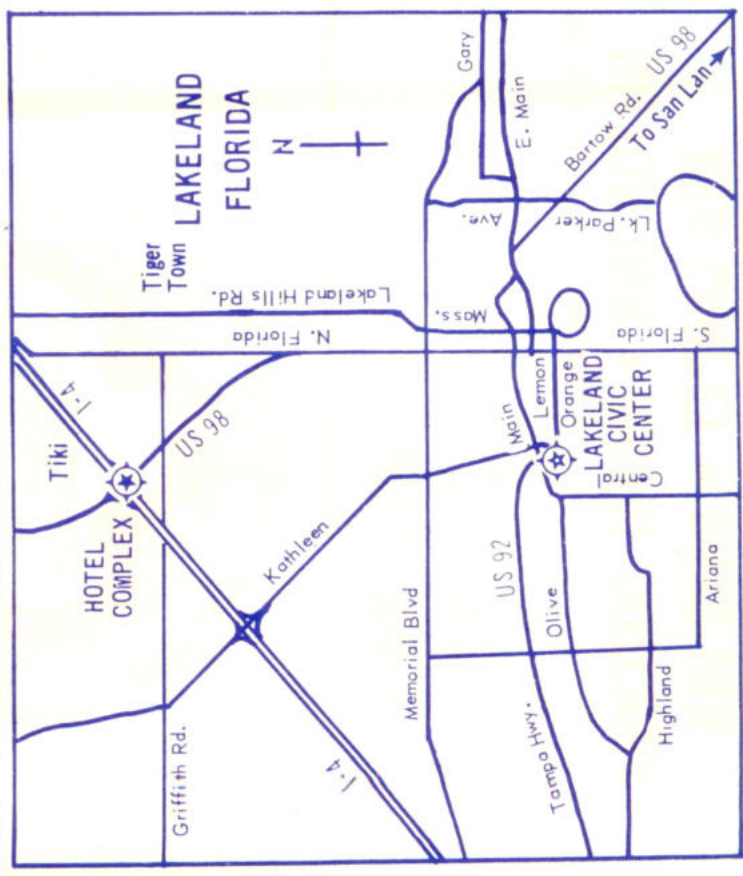 LAKELAND
FLORIDA
N
Tiger
Town
Tiki
I-4
US 98
HOTEL
COMPLEX
Griffith Rd.
I-4
Kathleen
N. Florida
Lakeland Hills Rd.
Mass.
Memorial Blvd
Gary
E. Main
Ave.
Lk. Parker
Bartow Rd. US 98
To San Lan
Main
Lemon
Orange
LAKELAND
CIVIC
CENTER
Central
S. Florida
US 92
Tampa Hwy.
Olive
Highland
Ariana